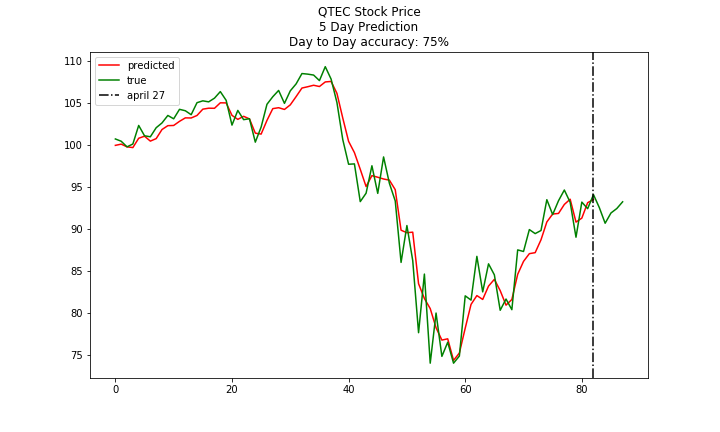 QTEC Stock Price
5 Day Prediction
Day to Day accuracy: 75%
predicted
true
april 27
110
105
100
95
90
85
80
75
0
20
40
60
80